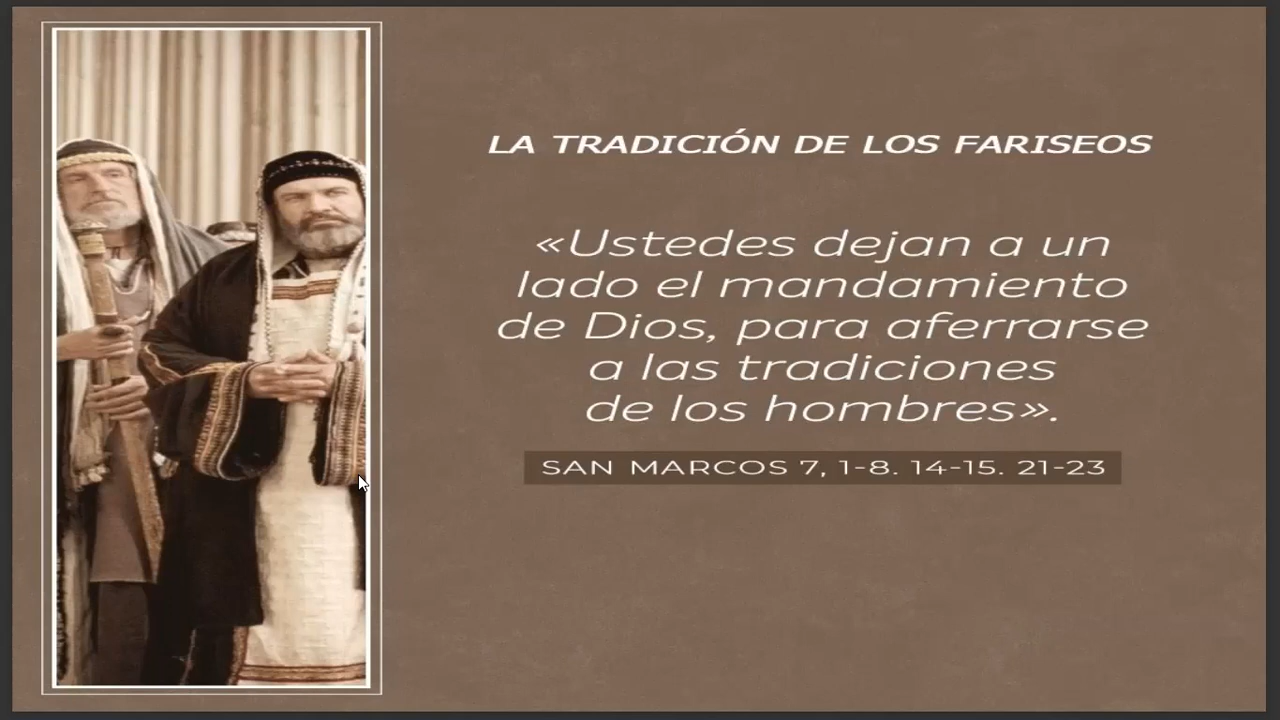 LA TRADICIÓN DE LOS FARISEOS
«Ustedes dejan a un
lado el mandamiento
de Dios, para aferrarse
a las tradiciones
de los hombres».
SAN MARCOS 7, 1-8. 14-15. 21-23